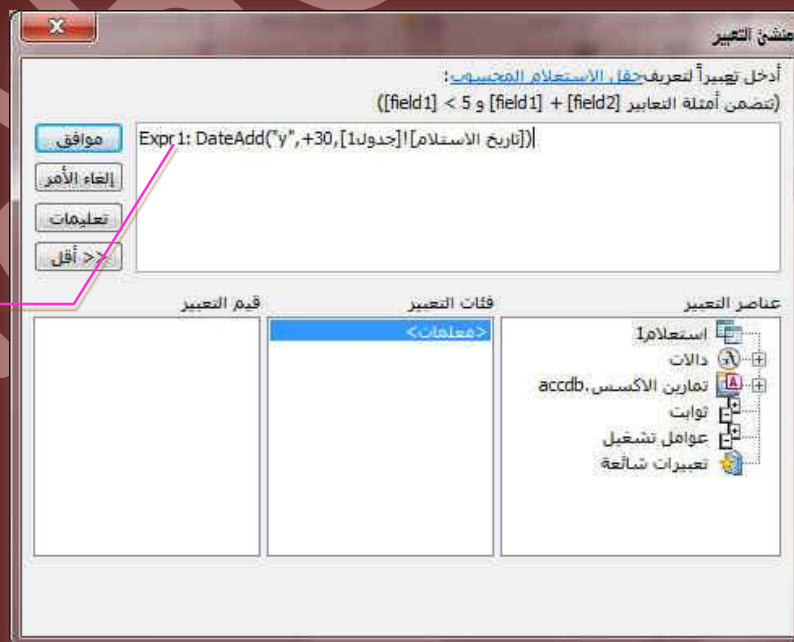 منشئ التعبير
أدخل تعبيراً لتعريف حقل الاستعلام المحسوب:
(تتضمن أمثلة التعابير [field1] + [field2] و [field1] < 5)
Expr1: DateAdd("y",+30,[جدول1]![تاريخ الاستلام])
موافق
إلغاء الأمر
تعليمات
<< أقل
عناصر التعبير
فئات التعبير
قيم التعبير
استعلام1
دالات
تمارين الاكسس.accdb
ثوابت
عوامل تشغيل
تعبيرات شائعة
<معلمات>